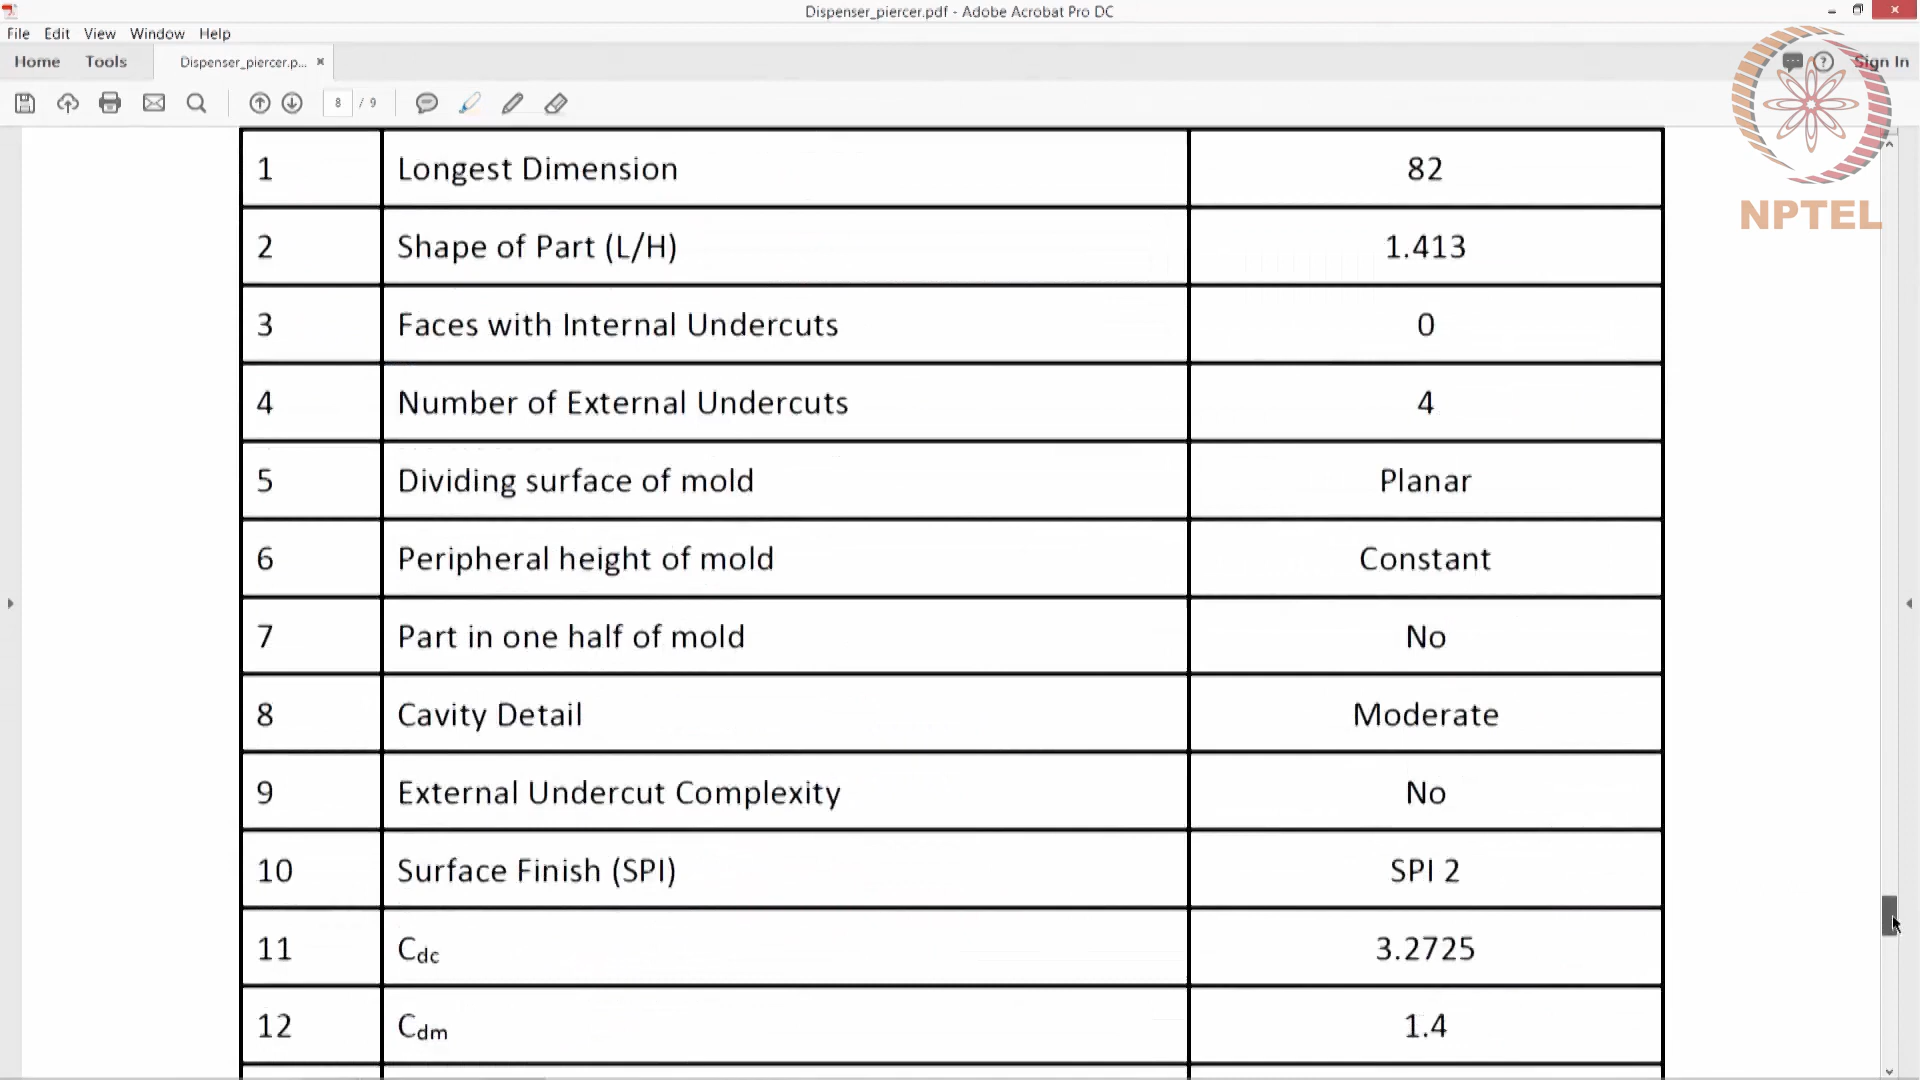 Dispenser_piercer.pdf - Adobe Acrobat Pro DC
File Edit View Window Help
Home Tools Dispenser_piercer.p... × ? Sign In
8 / 9
NPTEL
1 Longest Dimension 82
2 Shape of Part (L/H) 1.413
3 Faces with Internal Undercuts 0
4 Number of External Undercuts 4
5 Dividing surface of mold Planar
6 Peripheral height of mold Constant
7 Part in one half of mold No
8 Cavity Detail Moderate
9 External Undercut Complexity No
10 Surface Finish (SPI) SPI 2
11 Cdc 3.2725
12 Cdm 1.4